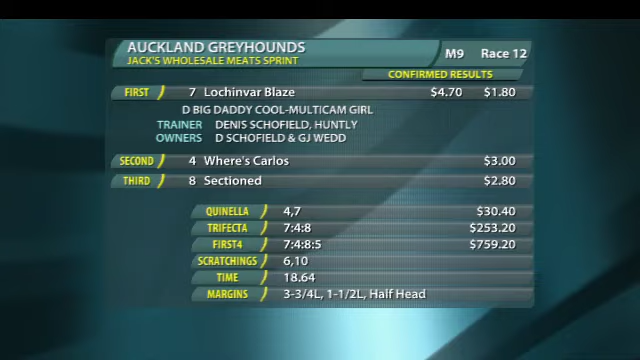 AUCKLAND GREYHOUNDS M9 Race 12
JACK'S WHOLESALE MEATS SPRINT
CONFIRMED RESULTS
FIRST 7 Lochinvar Blaze $4.70 $1.80
D BIG DADDY COOL-MULTICAM GIRL
TRAINER DENIS SCHOFIELD, HUNTLY
OWNERS D SCHOFIELD & GJ WEDD
SECOND 4 Where's Carlos $3.00
THIRD 8 Sectioned $2.80
QUINELLA 4,7 $30.40
TRIFECTA 7:4:8 $253.20
FIRST4 7:4:8:5 $759.20
SCRATCHINGS 6,10
TIME 18.64
MARGINS 3-3/4L, 1-1/2L, Half Head